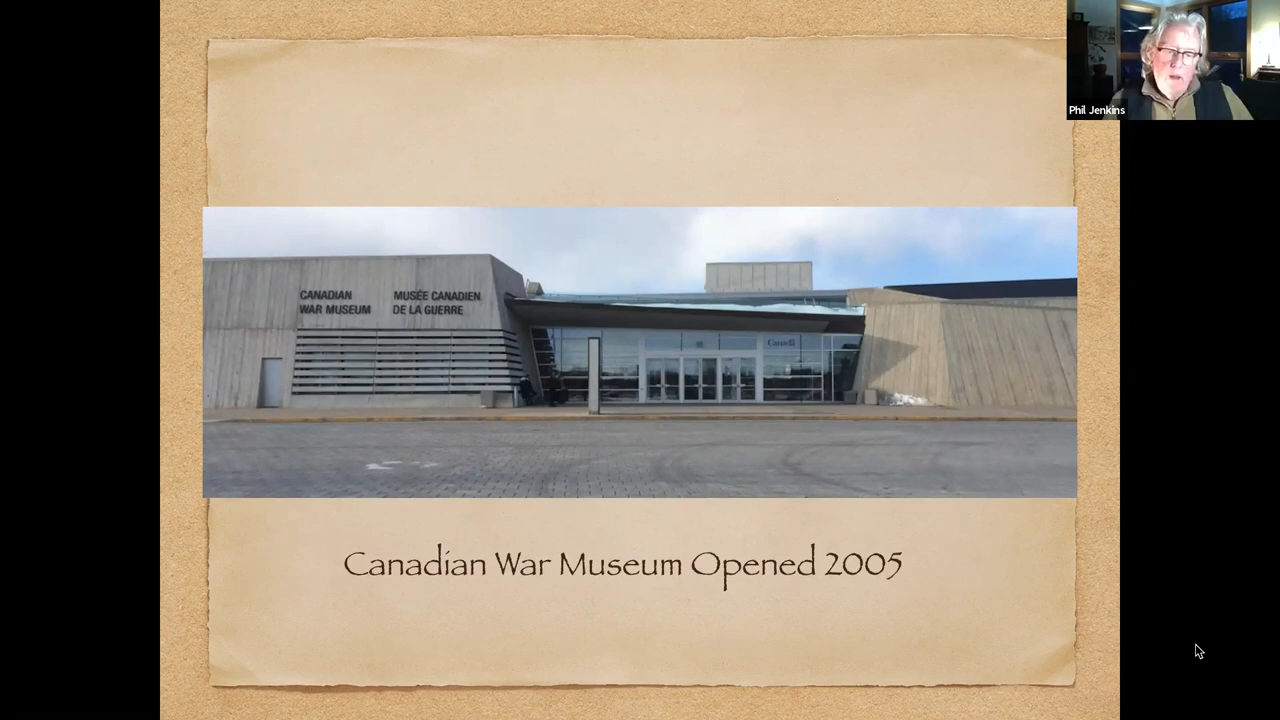 Phil Jenkins
CANADIAN
WAR MUSEUM
MUSÉE CANADIEN
DE LA GUERRE
Canada
Canadian War Museum Opened 2005